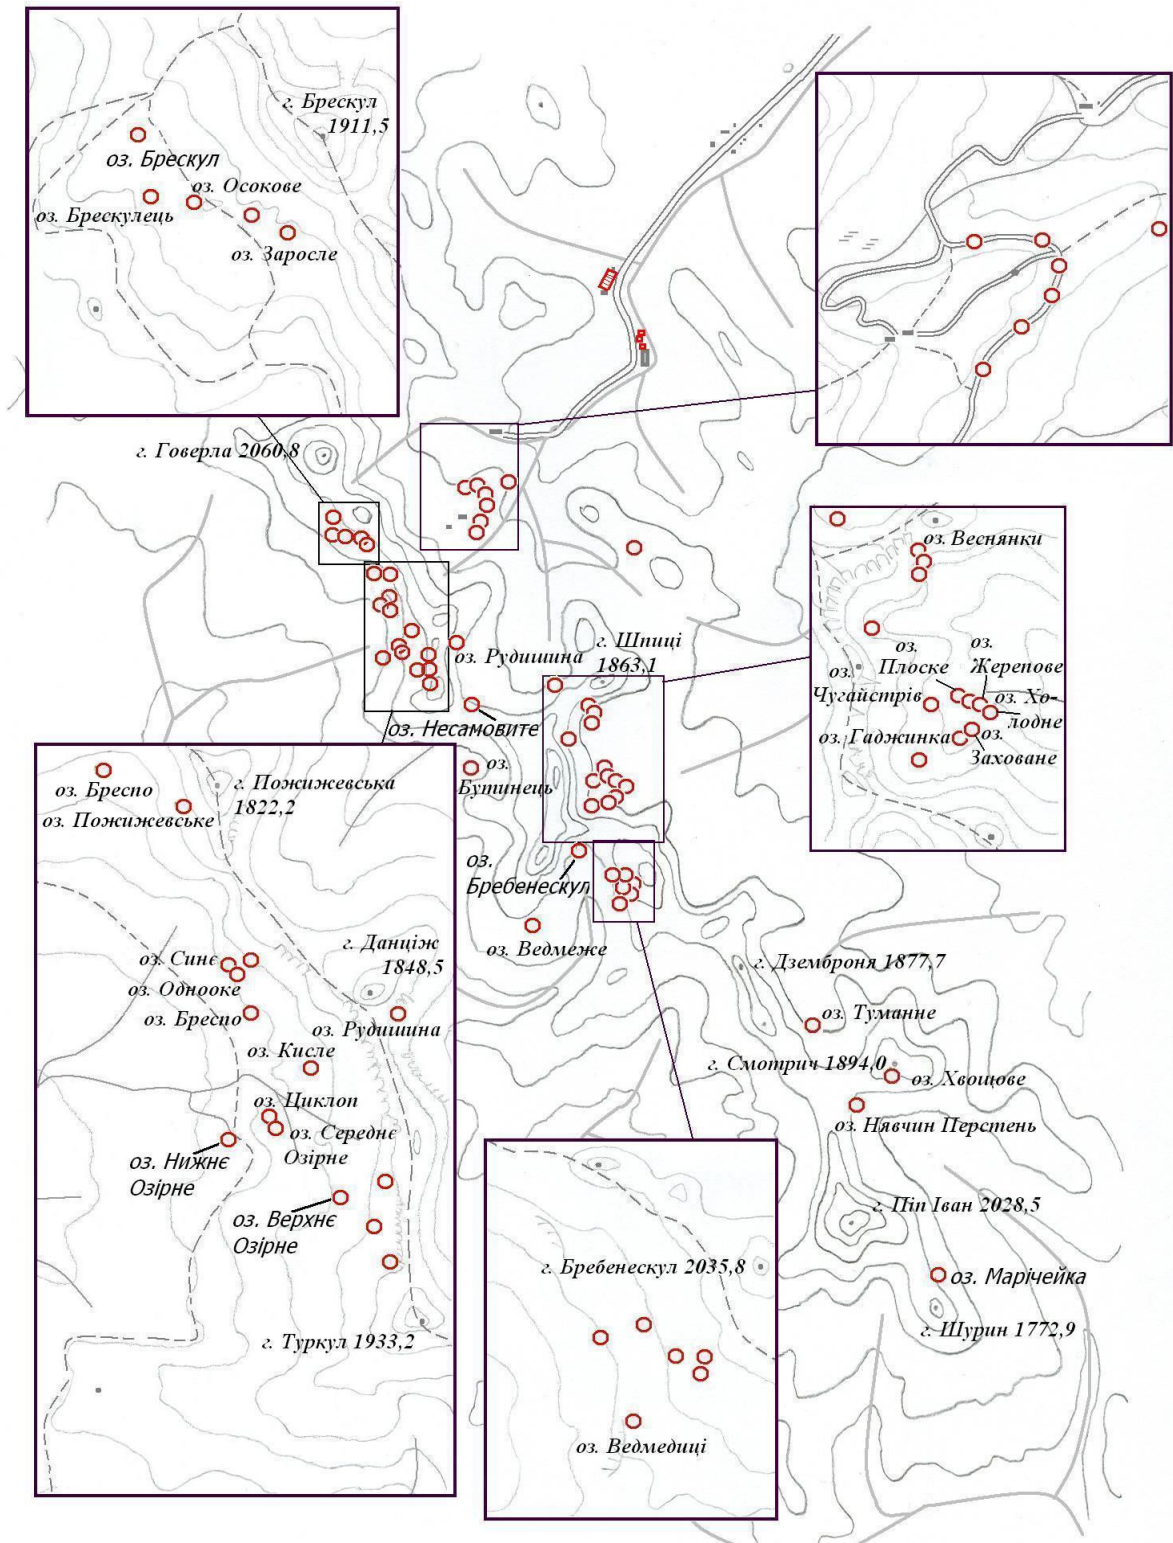 г. Брескул
1911,5
оз. Брескул
оз. Осокове
оз. Брескулець
оз. Заросле
г. Говерла 2060,8
оз. Рудишина
г. Шпиці
1863,1
оз. Несамовите
оз.
Бутинець
оз.
Бребенескул
оз. Ведмеже
оз. Веснянки
оз.
Плоске
оз.
Жерепове
оз.
Чугайстрів
оз. Хо-
лодне
оз. Гаджинка
оз.
Заховане
г. Пожижевська
1822,2
оз. Бреспо
оз. Пожижевське
г. Данціж
1848,5
оз. Синє
оз. Однооке
оз. Бреспо
оз. Рудишина
оз. Кисле
оз. Циклоп
оз. Середнє
Озірне
оз. Нижнє
Озірне
оз. Верхнє
Озірне
г. Туркул 1933,2
г. Дземброня 1877,7
оз. Туманне
г. Смотрич 1894,0
оз. Хвощове
оз. Нявчин Перстень
г. Піп Іван 2028,5
оз. Марічейка
г. Шурин 1772,9
г. Бребенескул 2035,8
оз. Ведмедиці